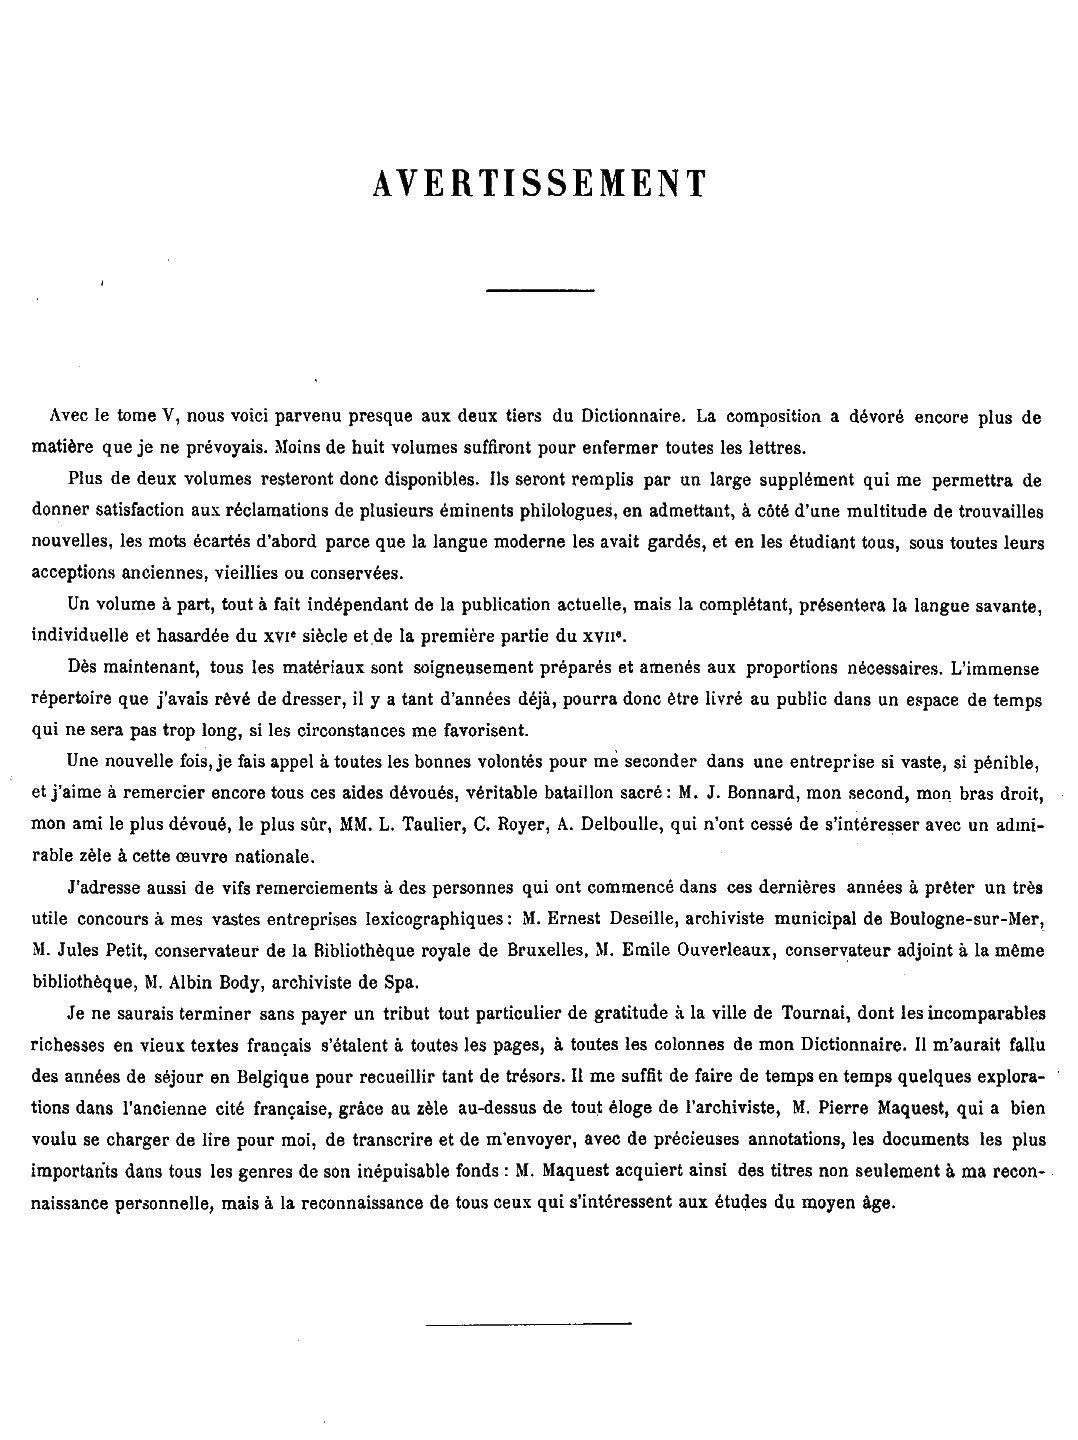 AVERTISSEMENT
Avec le tome V, nous voici parvenu presque aux deux tiers du Dictionnaire. La composition a dévoré encore plus de
matière que je ne prévoyais. Moins de huit volumes suffiront pour enfermer toutes les lettres.
Plus de deux volumes resteront donc disponibles. Ils seront remplis par un large supplément qui me permettra de
donner satisfaction aux réclamations de plusieurs éminents philologues, en admettant, à côté d'une multitude de trouvailles
nouvelles, les mots écartés d'abord parce que la langue moderne les avait gardés, et en les étudiant tous, sous toutes leurs
acceptions anciennes, vieillies ou conservées.
Un volume à part, tout à fait indépendant de la publication actuelle, mais la complétant, présentera la langue savante,
individuelle et hasardée du XVIe siècle et de la première partie du XVIIe.
Dès maintenant, tous les matériaux sont soigneusement préparés et amenés aux proportions nécessaires. L'immense
répertoire que j'avais rêvé de dresser, il y a tant d'années déjà, pourra donc être livré au public dans un espace de temps
qui ne sera pas trop long, si les circonstances me favorisent.
Une nouvelle fois, je fais appel à toutes les bonnes volontés pour me seconder dans une entreprise si vaste, si pénible,
et j'aime à remercier encore tous ces aides dévoués, véritable bataillon sacré : M. J. Bonnard, mon second, mon bras droit,
mon ami le plus dévoué, le plus sûr, MM. L. Taulier, C. Royer, A. Delboulle, qui n'ont cessé de s'intéresser avec un admi-
rable zèle à cette œuvre nationale.
J'adresse aussi de vifs remerciements à des personnes qui ont commencé dans ces dernières années à prêter un très
utile concours à mes vastes entreprises lexicographiques : M. Ernest Deseille, archiviste municipal de Boulogne-sur-Mer,
M. Jules Petit, conservateur de la Bibliothèque royale de Bruxelles, M. Emile Ouverleaux, conservateur adjoint à la même
bibliothèque, M. Albin Body, archiviste de Spa.
Je ne saurais terminer sans payer un tribut tout particulier de gratitude à la ville de Tournai, dont les incomparables
richesses en vieux textes français s'étalent à toutes les pages, à toutes les colonnes de mon Dictionnaire. Il m'aurait fallu
des années de séjour en Belgique pour recueillir tant de trésors. Il me suffit de faire de temps en temps quelques explora-
tions dans l'ancienne cité française, grâce au zèle au-dessus de tout éloge de l'archiviste, M. Pierre Maquest, qui a bien
voulu se charger de lire pour moi, de transcrire et de m'envoyer, avec de précieuses annotations, les documents les plus
importants dans tous les genres de son inépuisable fonds : M. Maquest acquiert ainsi des titres non seulement à ma recon-
naissance personnelle, mais à la reconnaissance de tous ceux qui s'intéressent aux études du moyen âge.